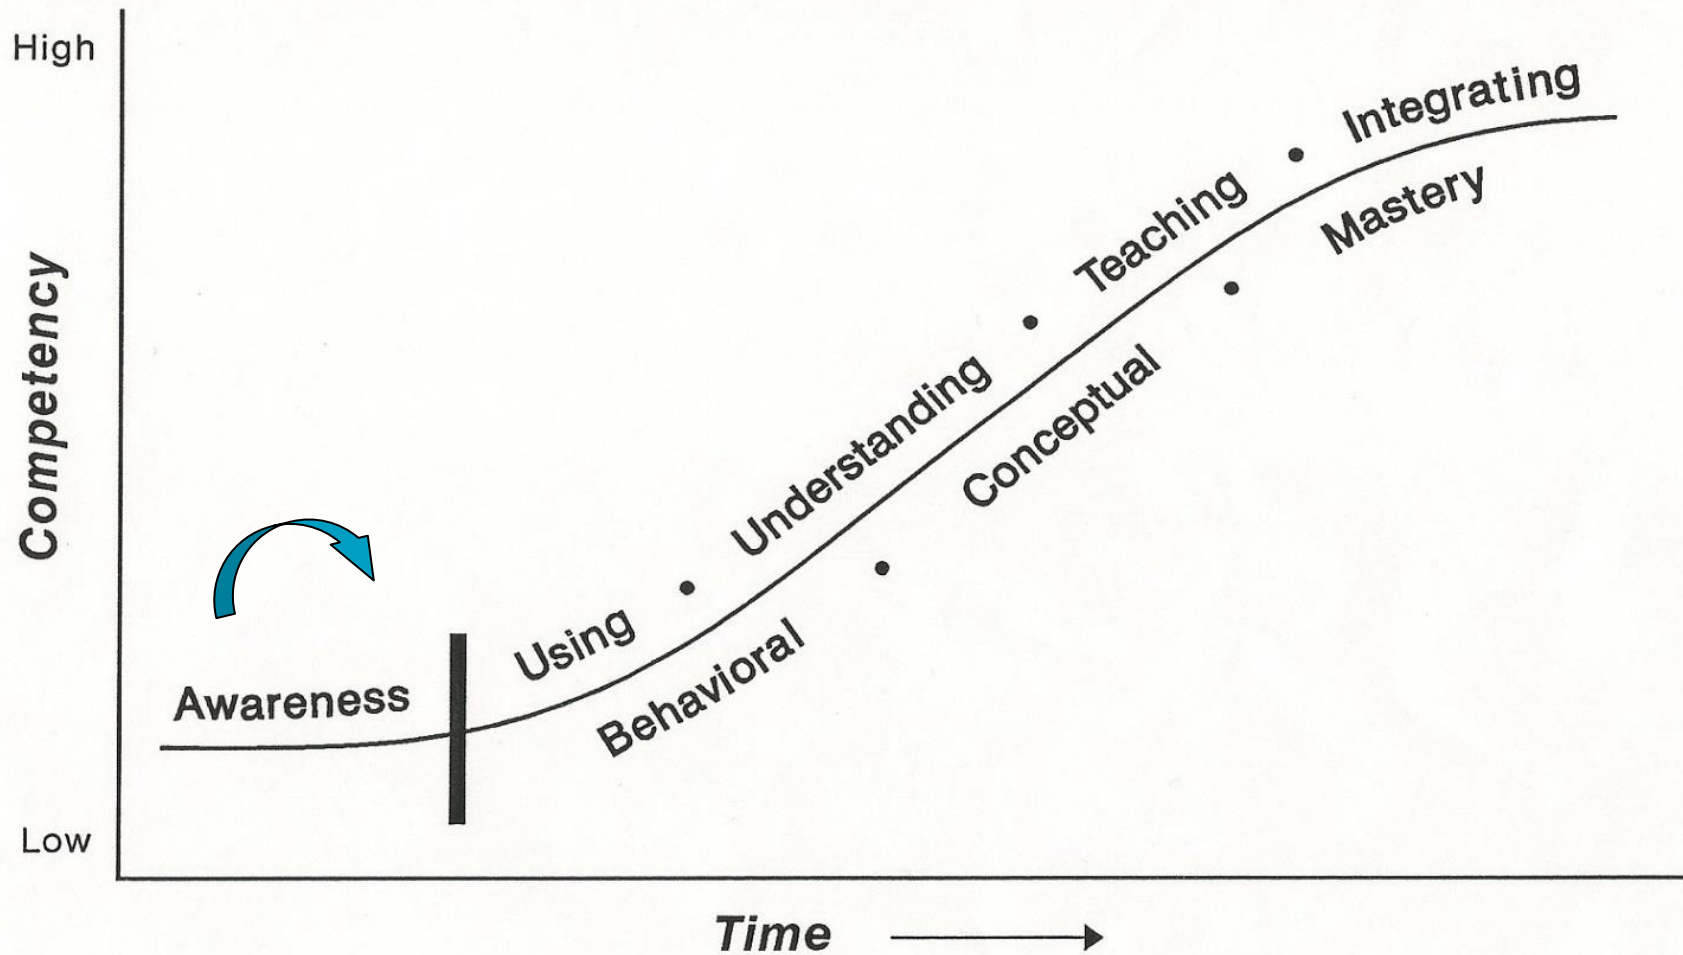 High
Competency
Low
Awareness
Using
•
Understanding
•
Teaching
•
Integrating
Behavioral
•
Conceptual
•
Mastery
Time